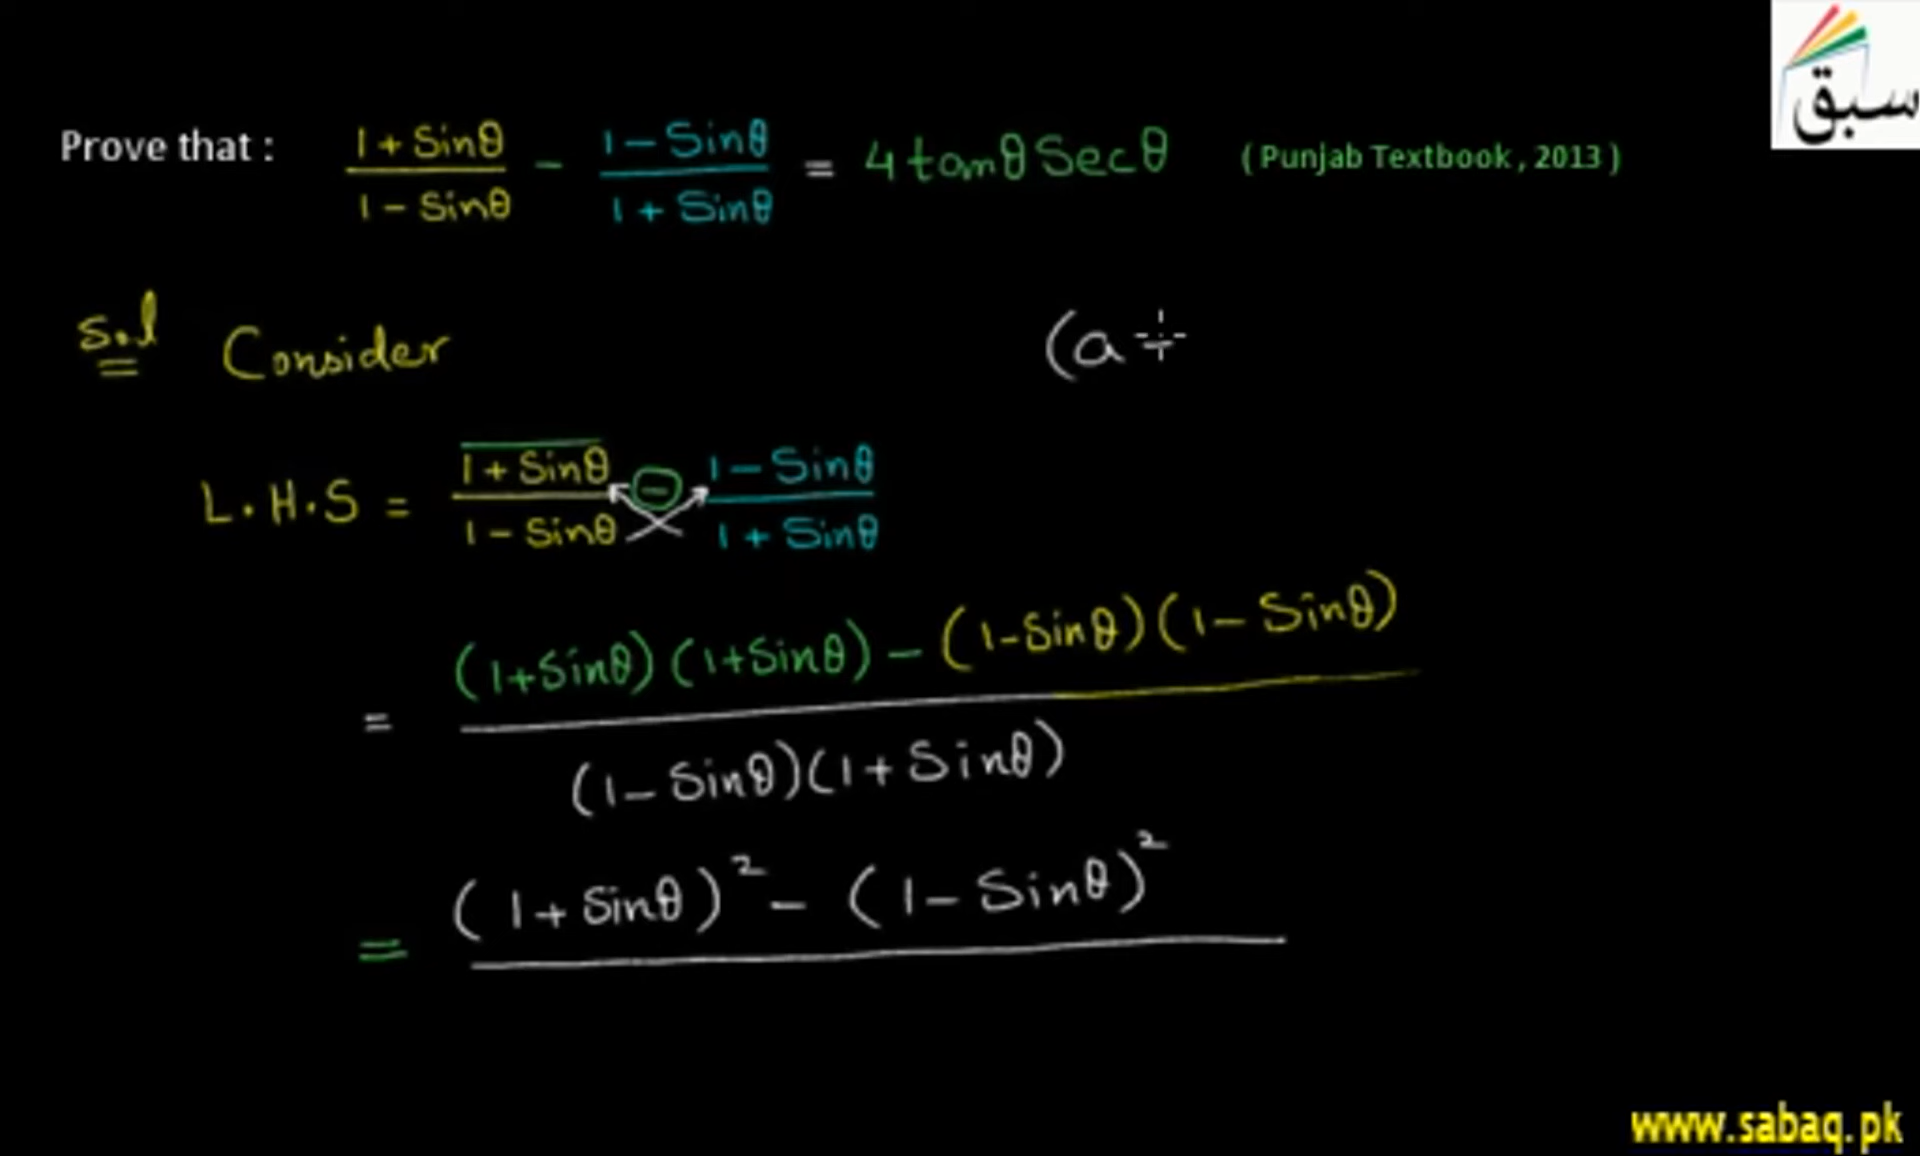 سبق
Prove that : (1 + Sinθ)/(1 - Sinθ) - (1 - Sinθ)/(1 + Sinθ) = 4 tanθ Secθ ( Punjab Textbook , 2013 )
Sol Consider (a +
L.H.S = (1 + Sinθ)/(1 - Sinθ) - (1 - Sinθ)/(1 + Sinθ)
= ((1+Sinθ)(1+Sinθ) - (1-Sinθ)(1-Sinθ))/((1-Sinθ)(1+Sinθ))
= (1+Sinθ)² - (1-Sinθ)²
www.sabaq.pk